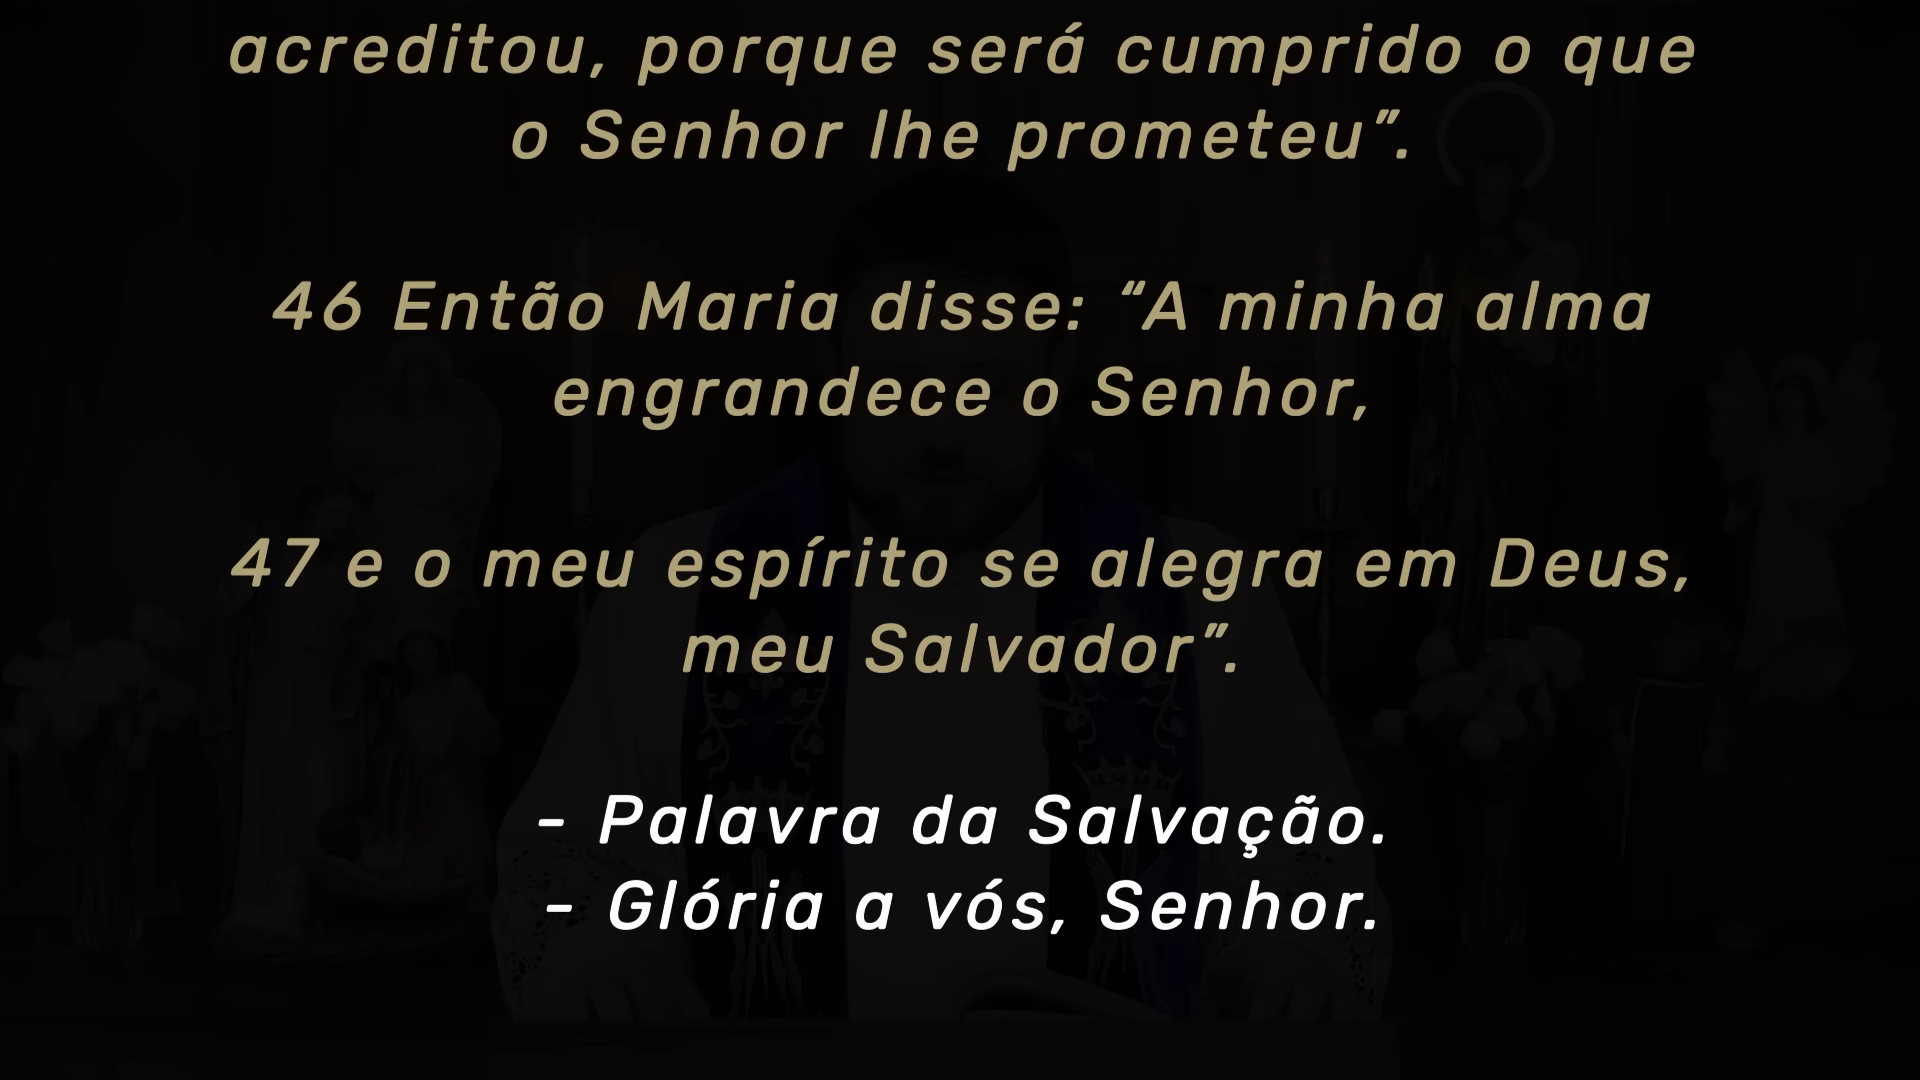 acreditou, porque será cumprido o que
o Senhor lhe prometeu”.
46 Então Maria disse: “A minha alma
engrandece o Senhor,
47 e o meu espírito se alegra em Deus,
meu Salvador”.
- Palavra da Salvação.
- Glória a vós, Senhor.